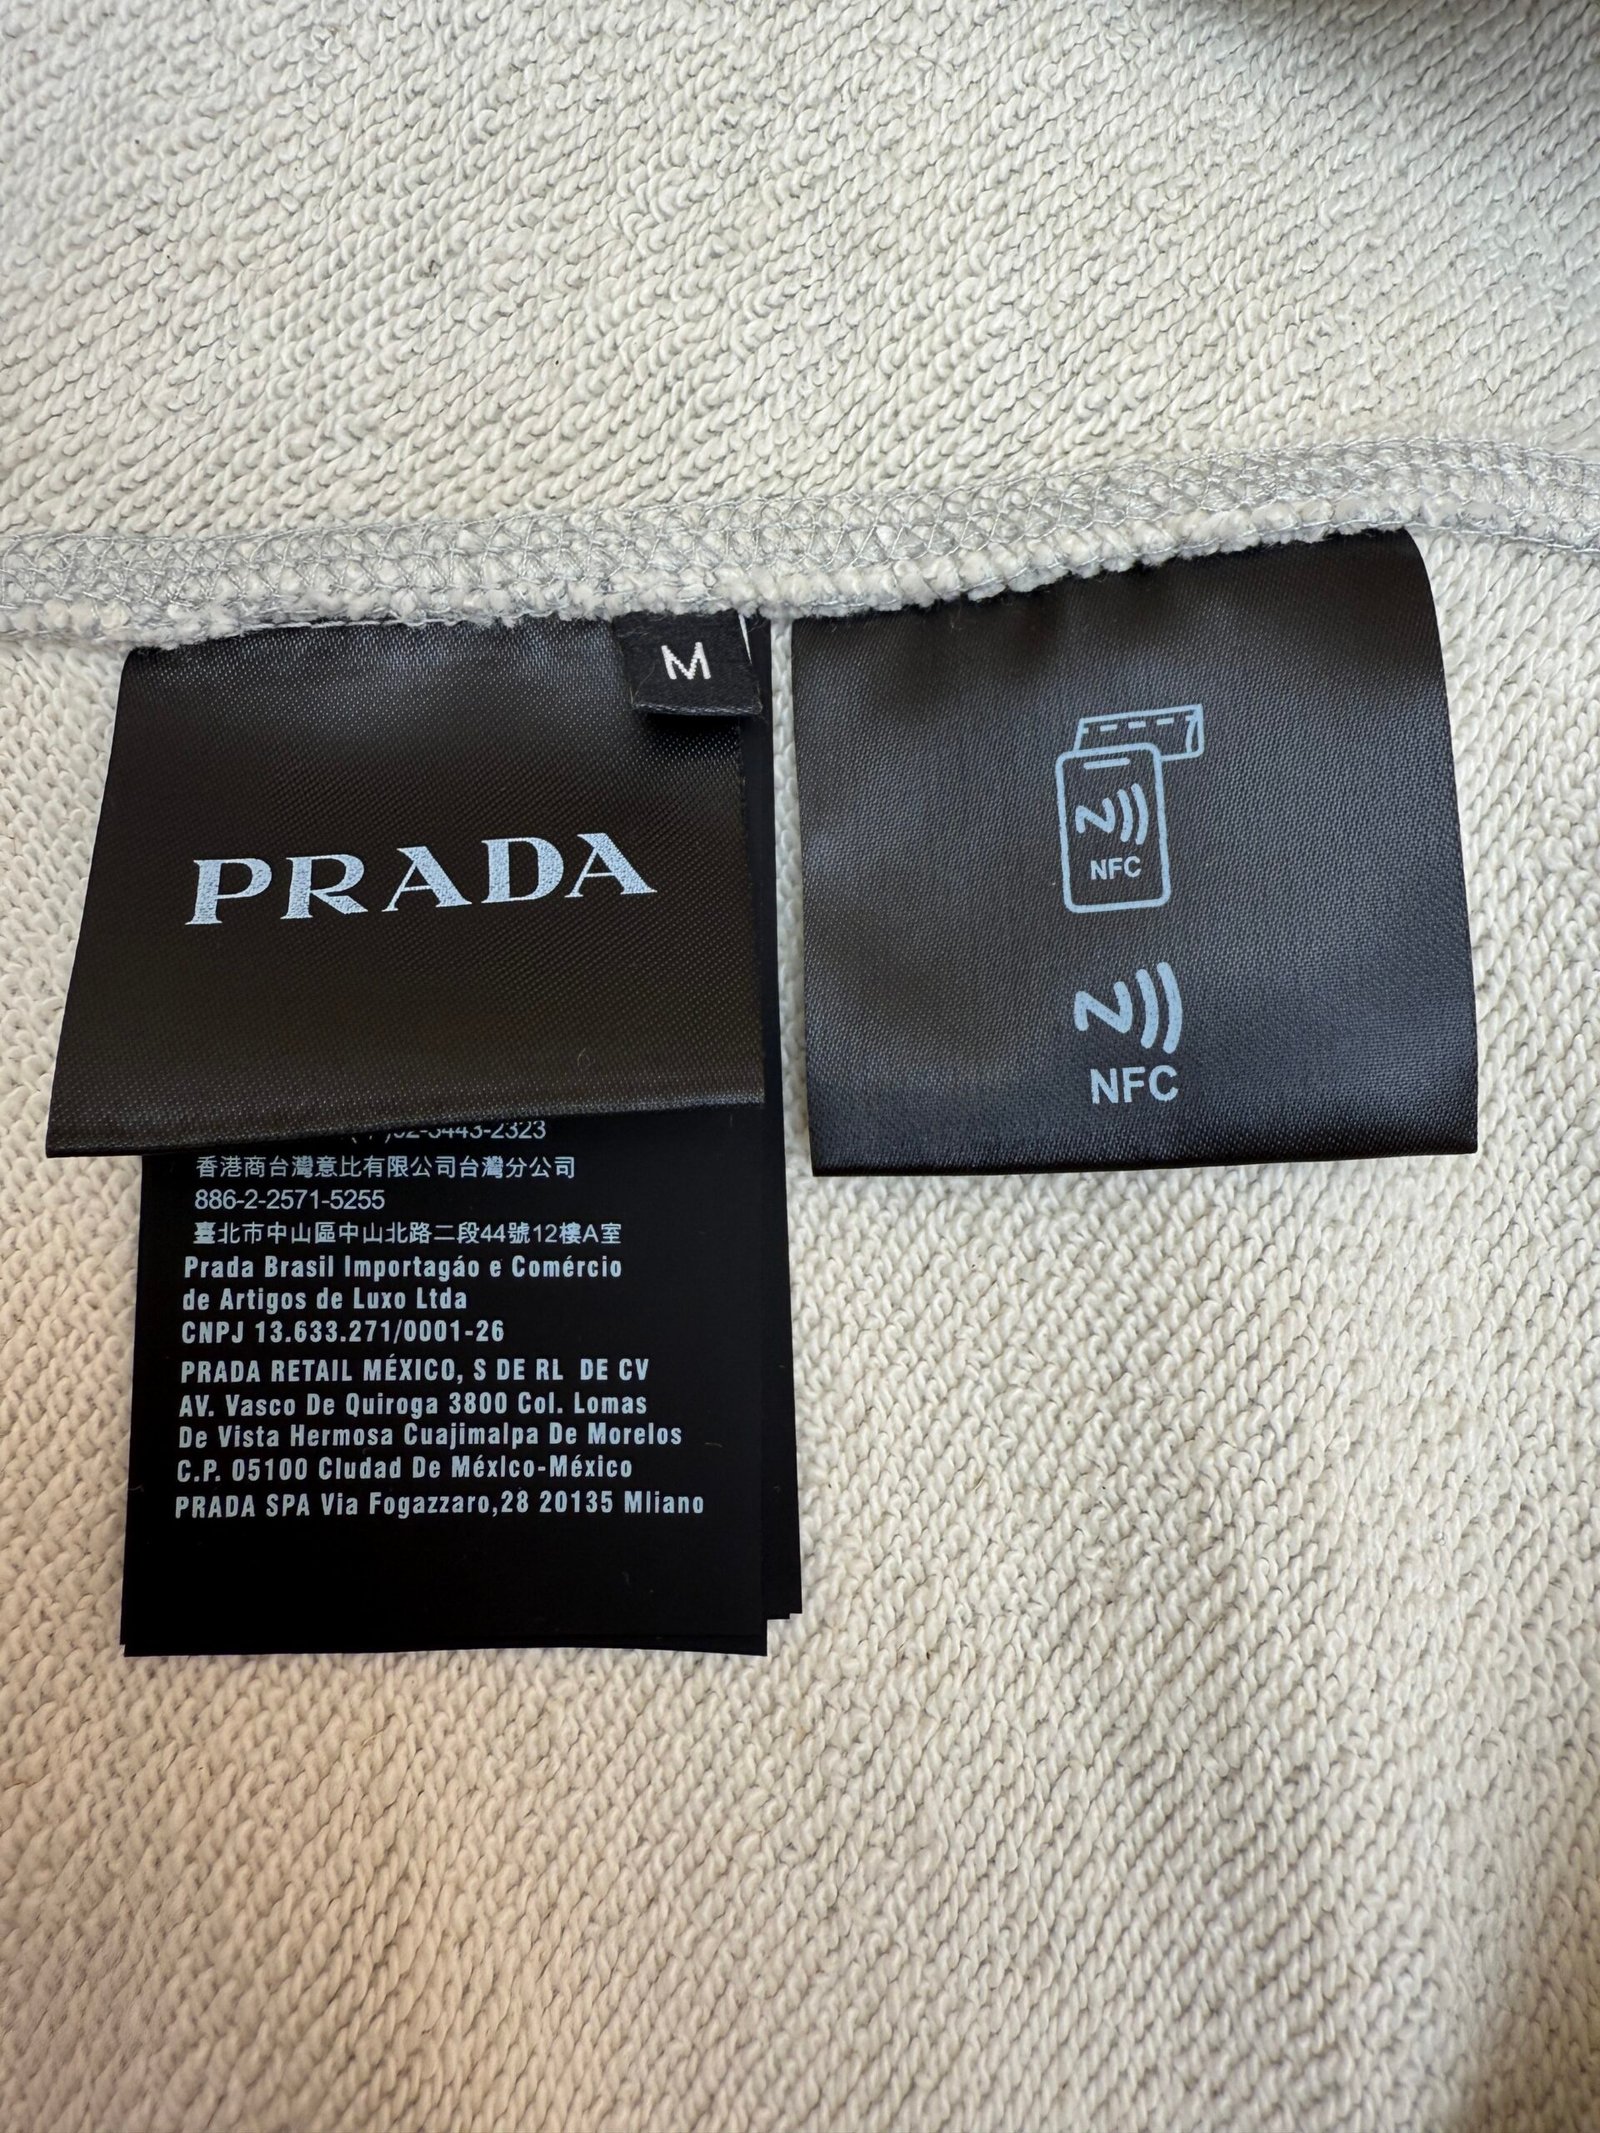 M
PRADA
NFC
NFC
2-3443-2323
香港商台灣意比有限公司台灣分公司
886-2-2571-5255
臺北市中山區中山北路二段44號12樓A室
Prada Brasil Importagáo e Comércio
de Artigos de Luxo Ltda
CNPJ 13.633.271/0001-26
PRADA RETAIL MÉXICO, S DE RL DE CV
AV. Vasco De Quiroga 3800 Col. Lomas
De Vista Hermosa Cuajimalpa De Morelos
C.P. 05100 Cludad De Méxlco-México
PRADA SPA Via Fogazzaro,28 20135 Mliano